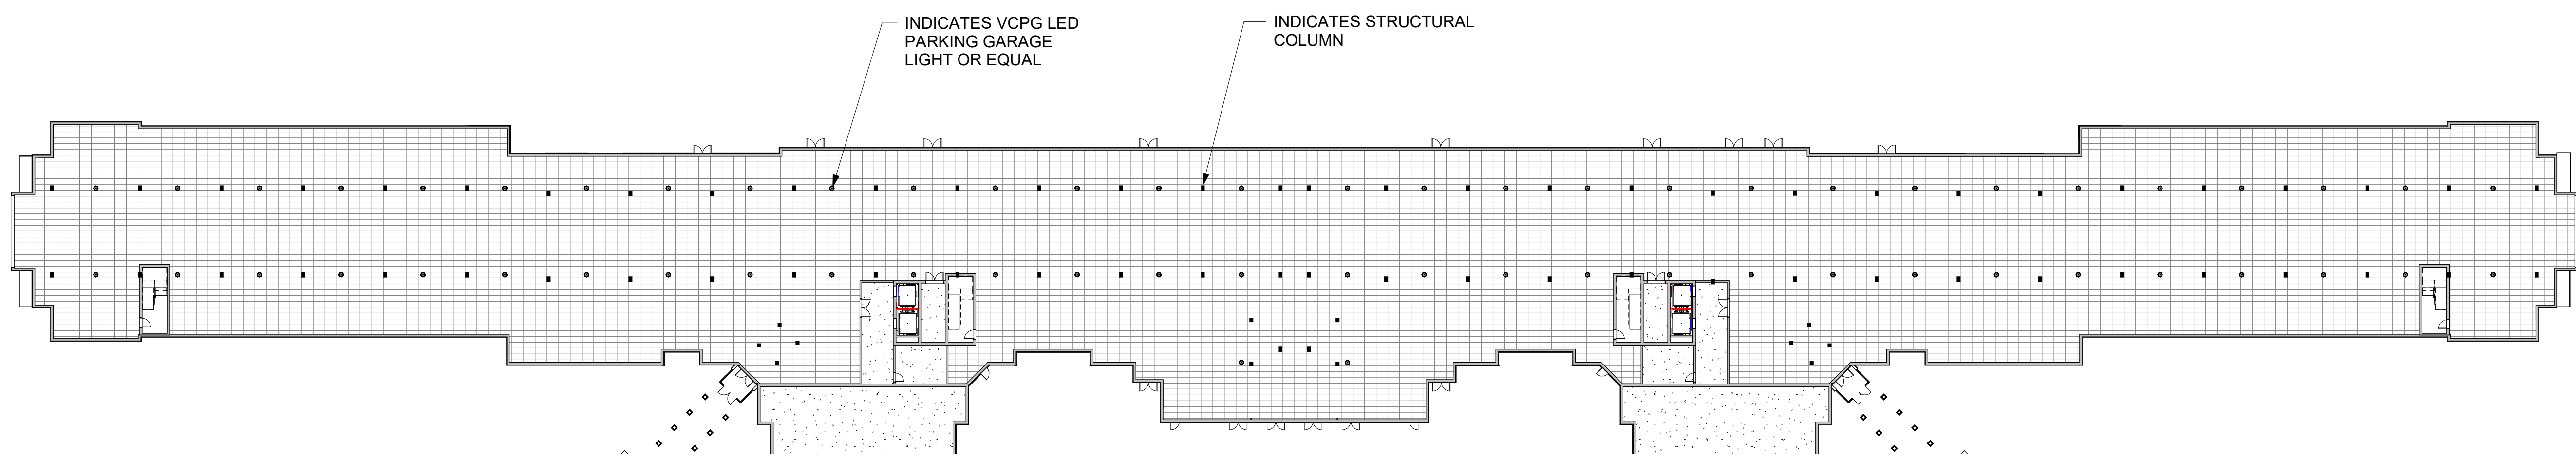 INDICATES VCPG LED
PARKING GARAGE
LIGHT OR EQUAL
INDICATES STRUCTURAL
COLUMN